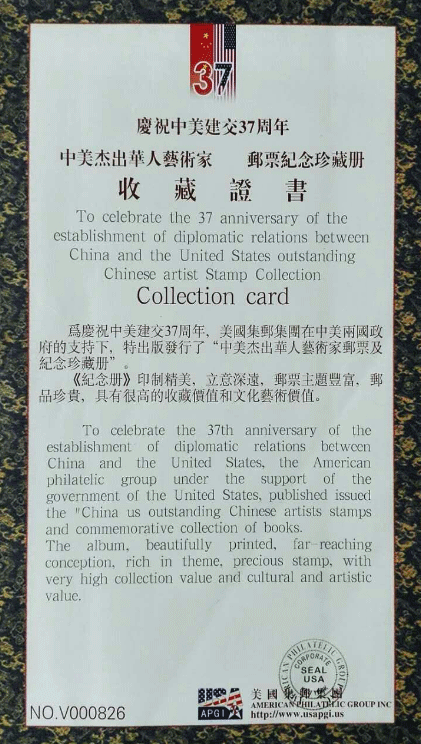 37
慶祝中美建交37周年
中美杰出華人藝術家 郵票紀念珍藏册
收藏證書
To celebrate the 37 anniversary of the
establishment of diplomatic relations between
China and the United States outstanding
Chinese artist Stamp Collection
Collection card
爲慶祝中美建交37周年、美國集郵集團在中美兩國政
府的支持下，特出版發行了“中美杰出華人藝術家郵票及
紀念珍藏册”。
《紀念册》印制精美，立意深遠，郵票主題豐富，郵
品珍貴，具有很高的收藏價值和文化藝術價值。
To celebrate the 37th anniversary of the
establishment of diplomatic relations between
China and the United States, the American
philatelic group under the support of the
government of the United States, published issued
the "China us outstanding Chinese artists stamps
and commemorative collection of books.
The album, beautifully printed, far-reaching
conception, rich in theme, precious stamp, with
very high collection value and cultural and artistic
value.
AMERICAN PHILATELIC GROUP
CORPORATE
SEAL
USA
USA
APGI
美國集郵集團
AMERICAN PHILATELIC GROUP INC
http://www.usapgi.us
NO.V000826